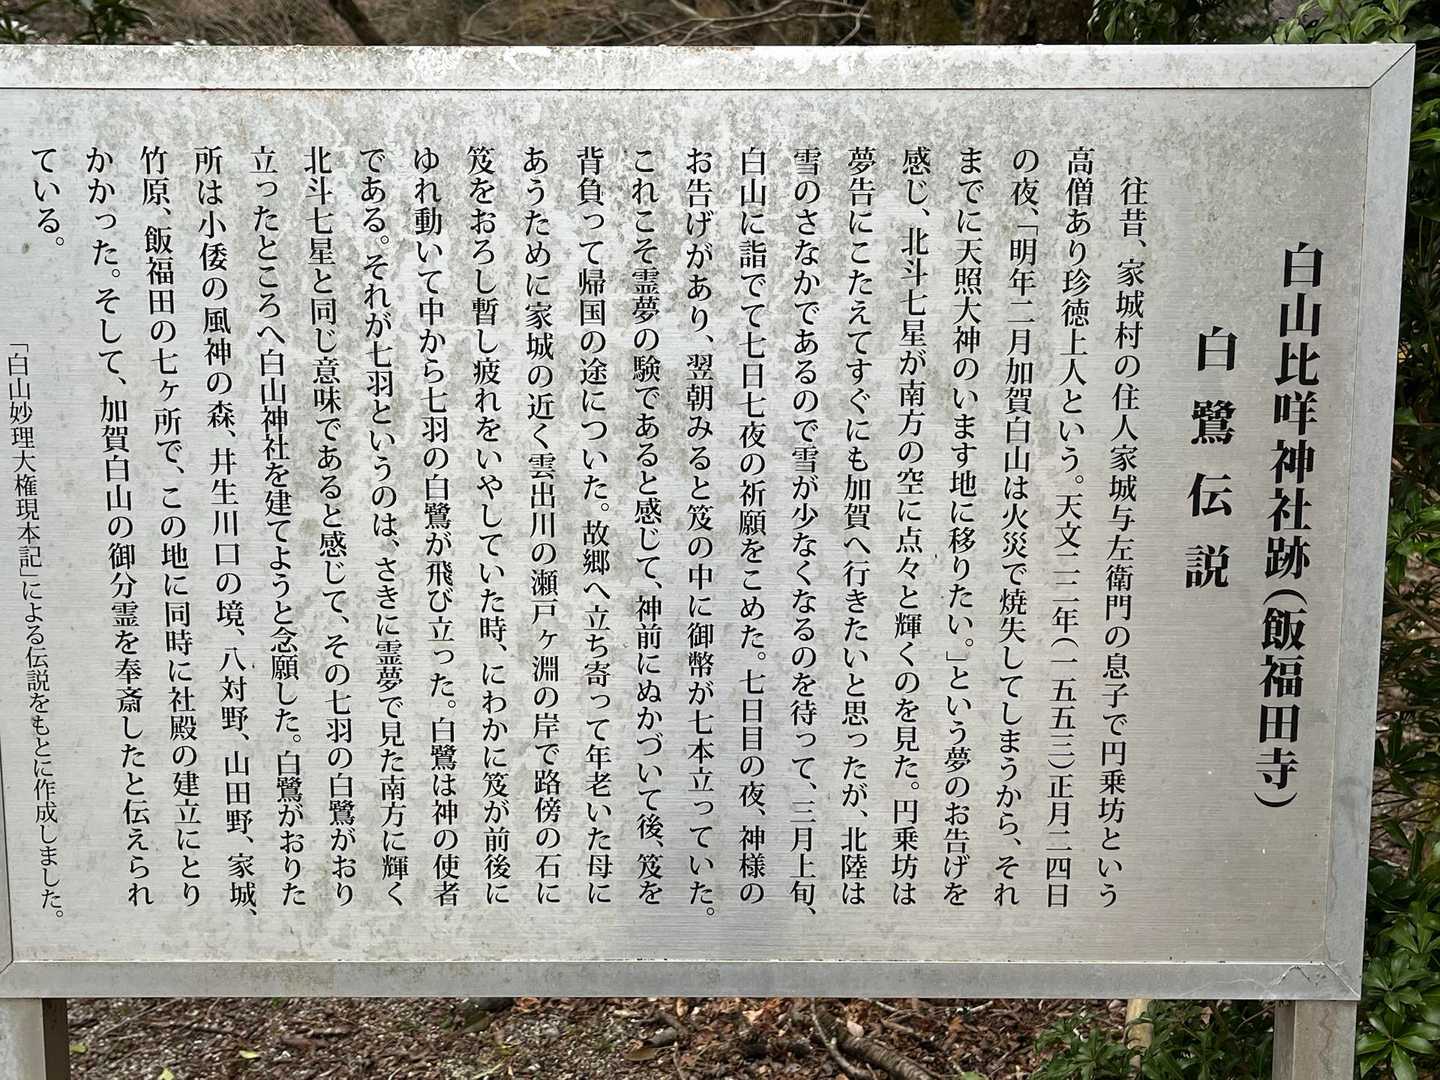 白山比咩神社跡(飯福田寺)
白鷺伝説
往昔、家城村の住人家城与左衛門の息子で円乗坊という
高僧あり珍徳上人という。天文二二年(一五五三)正月二四日
の夜、「明年二月加賀白山は火災で焼失してしまうから、それ
までに天照大神のいます地に移りたい。」という夢のお告げを
感じ、北斗七星が南方の空に点々と輝くのを見た。円乗坊は
夢告にこたえてすぐにも加賀へ行きたいと思ったが、北陸は
雪のさなかであるので雪が少なくなるのを待って、三月上旬、
白山に詣でて七日七夜の祈願をこめた。七日目の夜、神様の
お告げがあり、翌朝みると笈の中に御幣が七本立っていた。
これこそ霊夢の験であると感じて、神前にぬかづいて後、笈を
背負って帰国の途についた。故郷へ立ち寄って年老いた母に
あうために家城の近く雲出川の瀬戸ヶ淵の岸で路傍の石に
笈をおろし暫し疲れをいやしていた時、にわかに笈が前後に
ゆれ動いて中から七羽の白鷺が飛び立った。白鷺は神の使者
である。それが七羽というのは、さきに霊夢で見た南方に輝く
北斗七星と同じ意味であると感じて、その七羽の白鷺がおり
立ったところへ白山神社を建てようと念願した。白鷺がおりた
所は小倭の風神の森、井生川口の境、八対野、山田野、家城、
竹原、飯福田の七ヶ所で、この地に同時に社殿の建立にとり
かかった。そして、加賀白山の御分霊を奉斎したと伝えられ
ている。
「白山妙理大権現本記」による伝説をもとに作成しました。